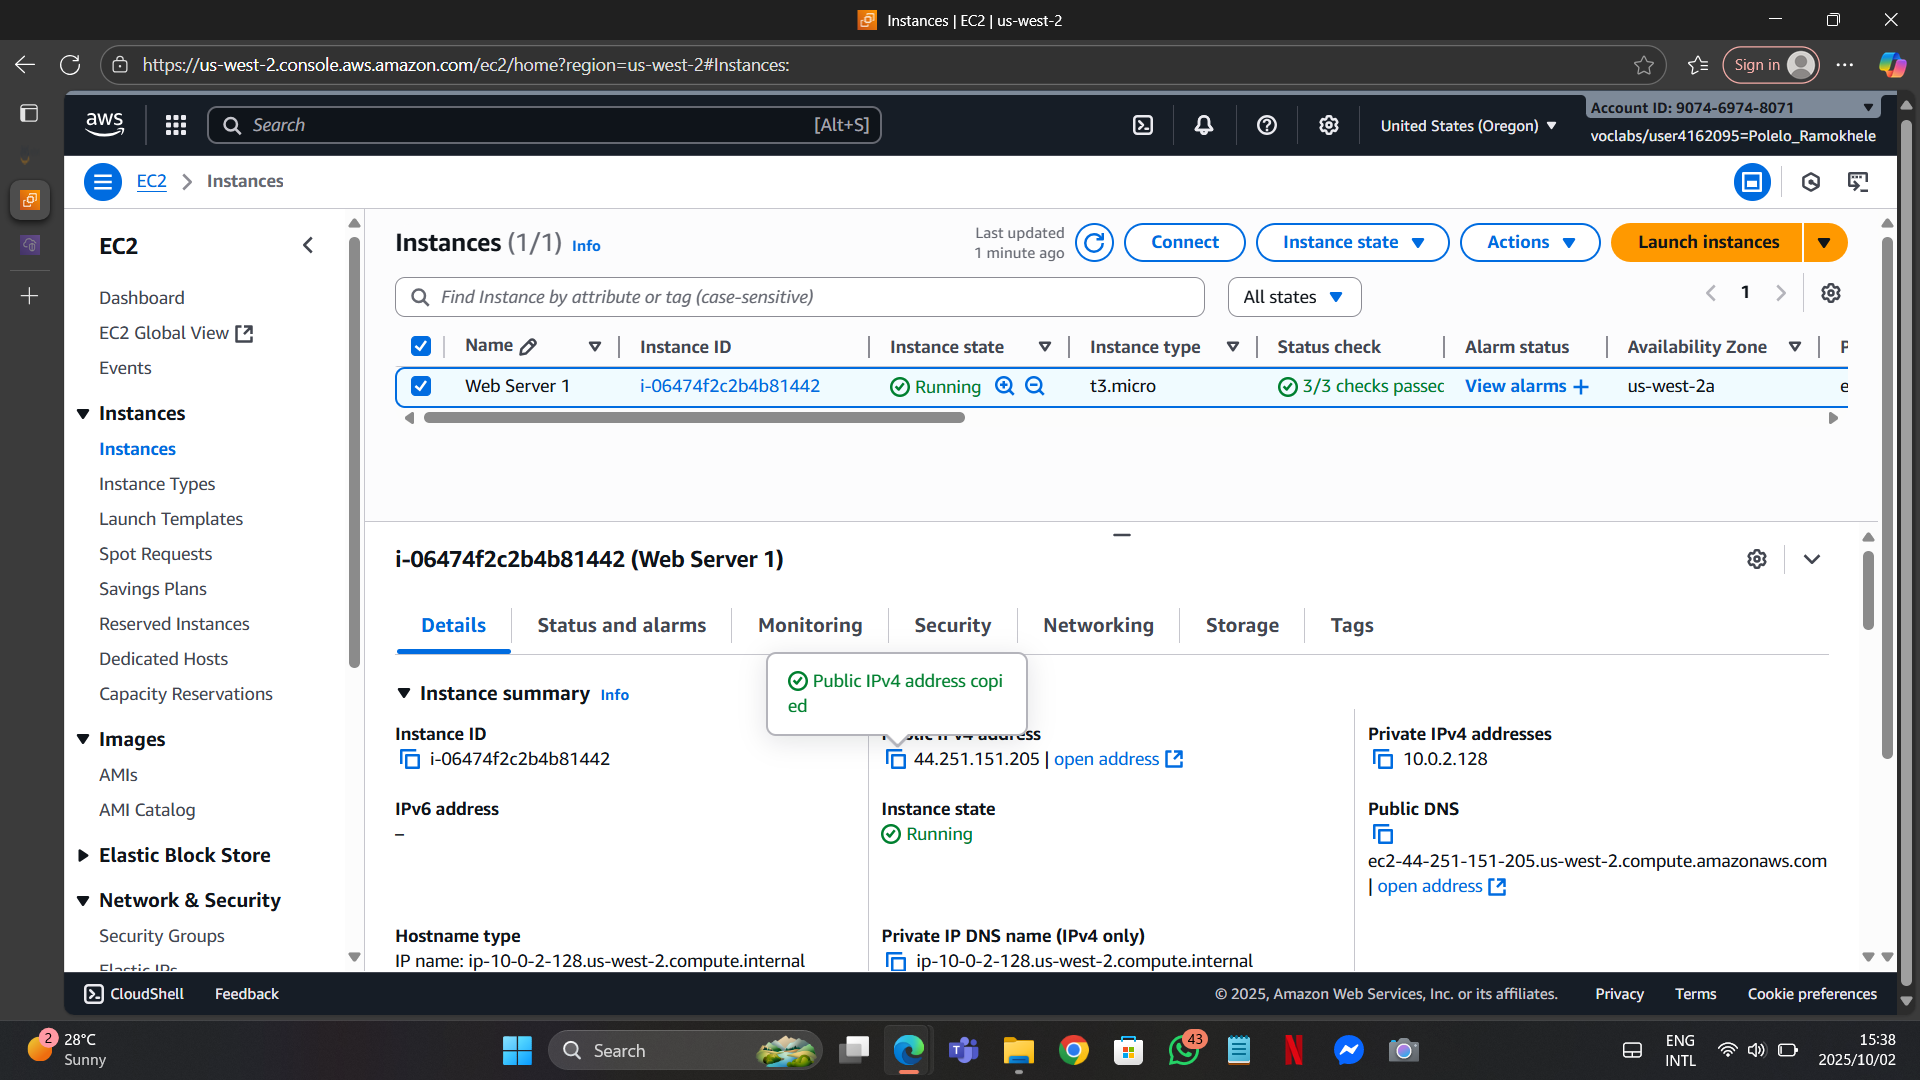 Instances | EC2 | us-west-2
https://us-west-2.console.aws.amazon.com/ec2/home?region=us-west-2#Instances:
Sign in
aws
Search
[Alt+S]
United States (Oregon)
Account ID: 9074-6974-8071
voclabs/user4162095=Polelo_Ramokhele
EC2 > Instances
EC2
Dashboard
EC2 Global View
Events
Instances
Instances
Instance Types
Launch Templates
Spot Requests
Savings Plans
Reserved Instances
Dedicated Hosts
Capacity Reservations
Images
AMIs
AMI Catalog
Elastic Block Store
Network & Security
Security Groups
Elastic IPs
Instances (1/1) Info
Last updated
1 minute ago
Connect
Instance state
Actions
Launch instances
Find Instance by attribute or tag (case-sensitive)
All states
1
Name Instance ID Instance state Instance type Status check Alarm status Availability Zone P
Web Server 1 i-06474f2c2b4b81442 Running t3.micro 3/3 checks passec View alarms + us-west-2a e
i-06474f2c2b4b81442 (Web Server 1)
Details Status and alarms Monitoring Security Networking Storage Tags
Public IPv4 address copi
ed
Instance summary Info
Instance ID
i-06474f2c2b4b81442
Public IPv4 address
44.251.151.205 | open address
Private IPv4 addresses
10.0.2.128
IPv6 address
–
Instance state
Running
Public DNS
ec2-44-251-151-205.us-west-2.compute.amazonaws.com
| open address
Hostname type
IP name: ip-10-0-2-128.us-west-2.compute.internal
Private IP DNS name (IPv4 only)
ip-10-0-2-128.us-west-2.compute.internal
CloudShell
Feedback
© 2025, Amazon Web Services, Inc. or its affiliates.
Privacy
Terms
Cookie preferences
2
28°C
Sunny
Search
43
ENG
INTL
15:38
2025/10/02